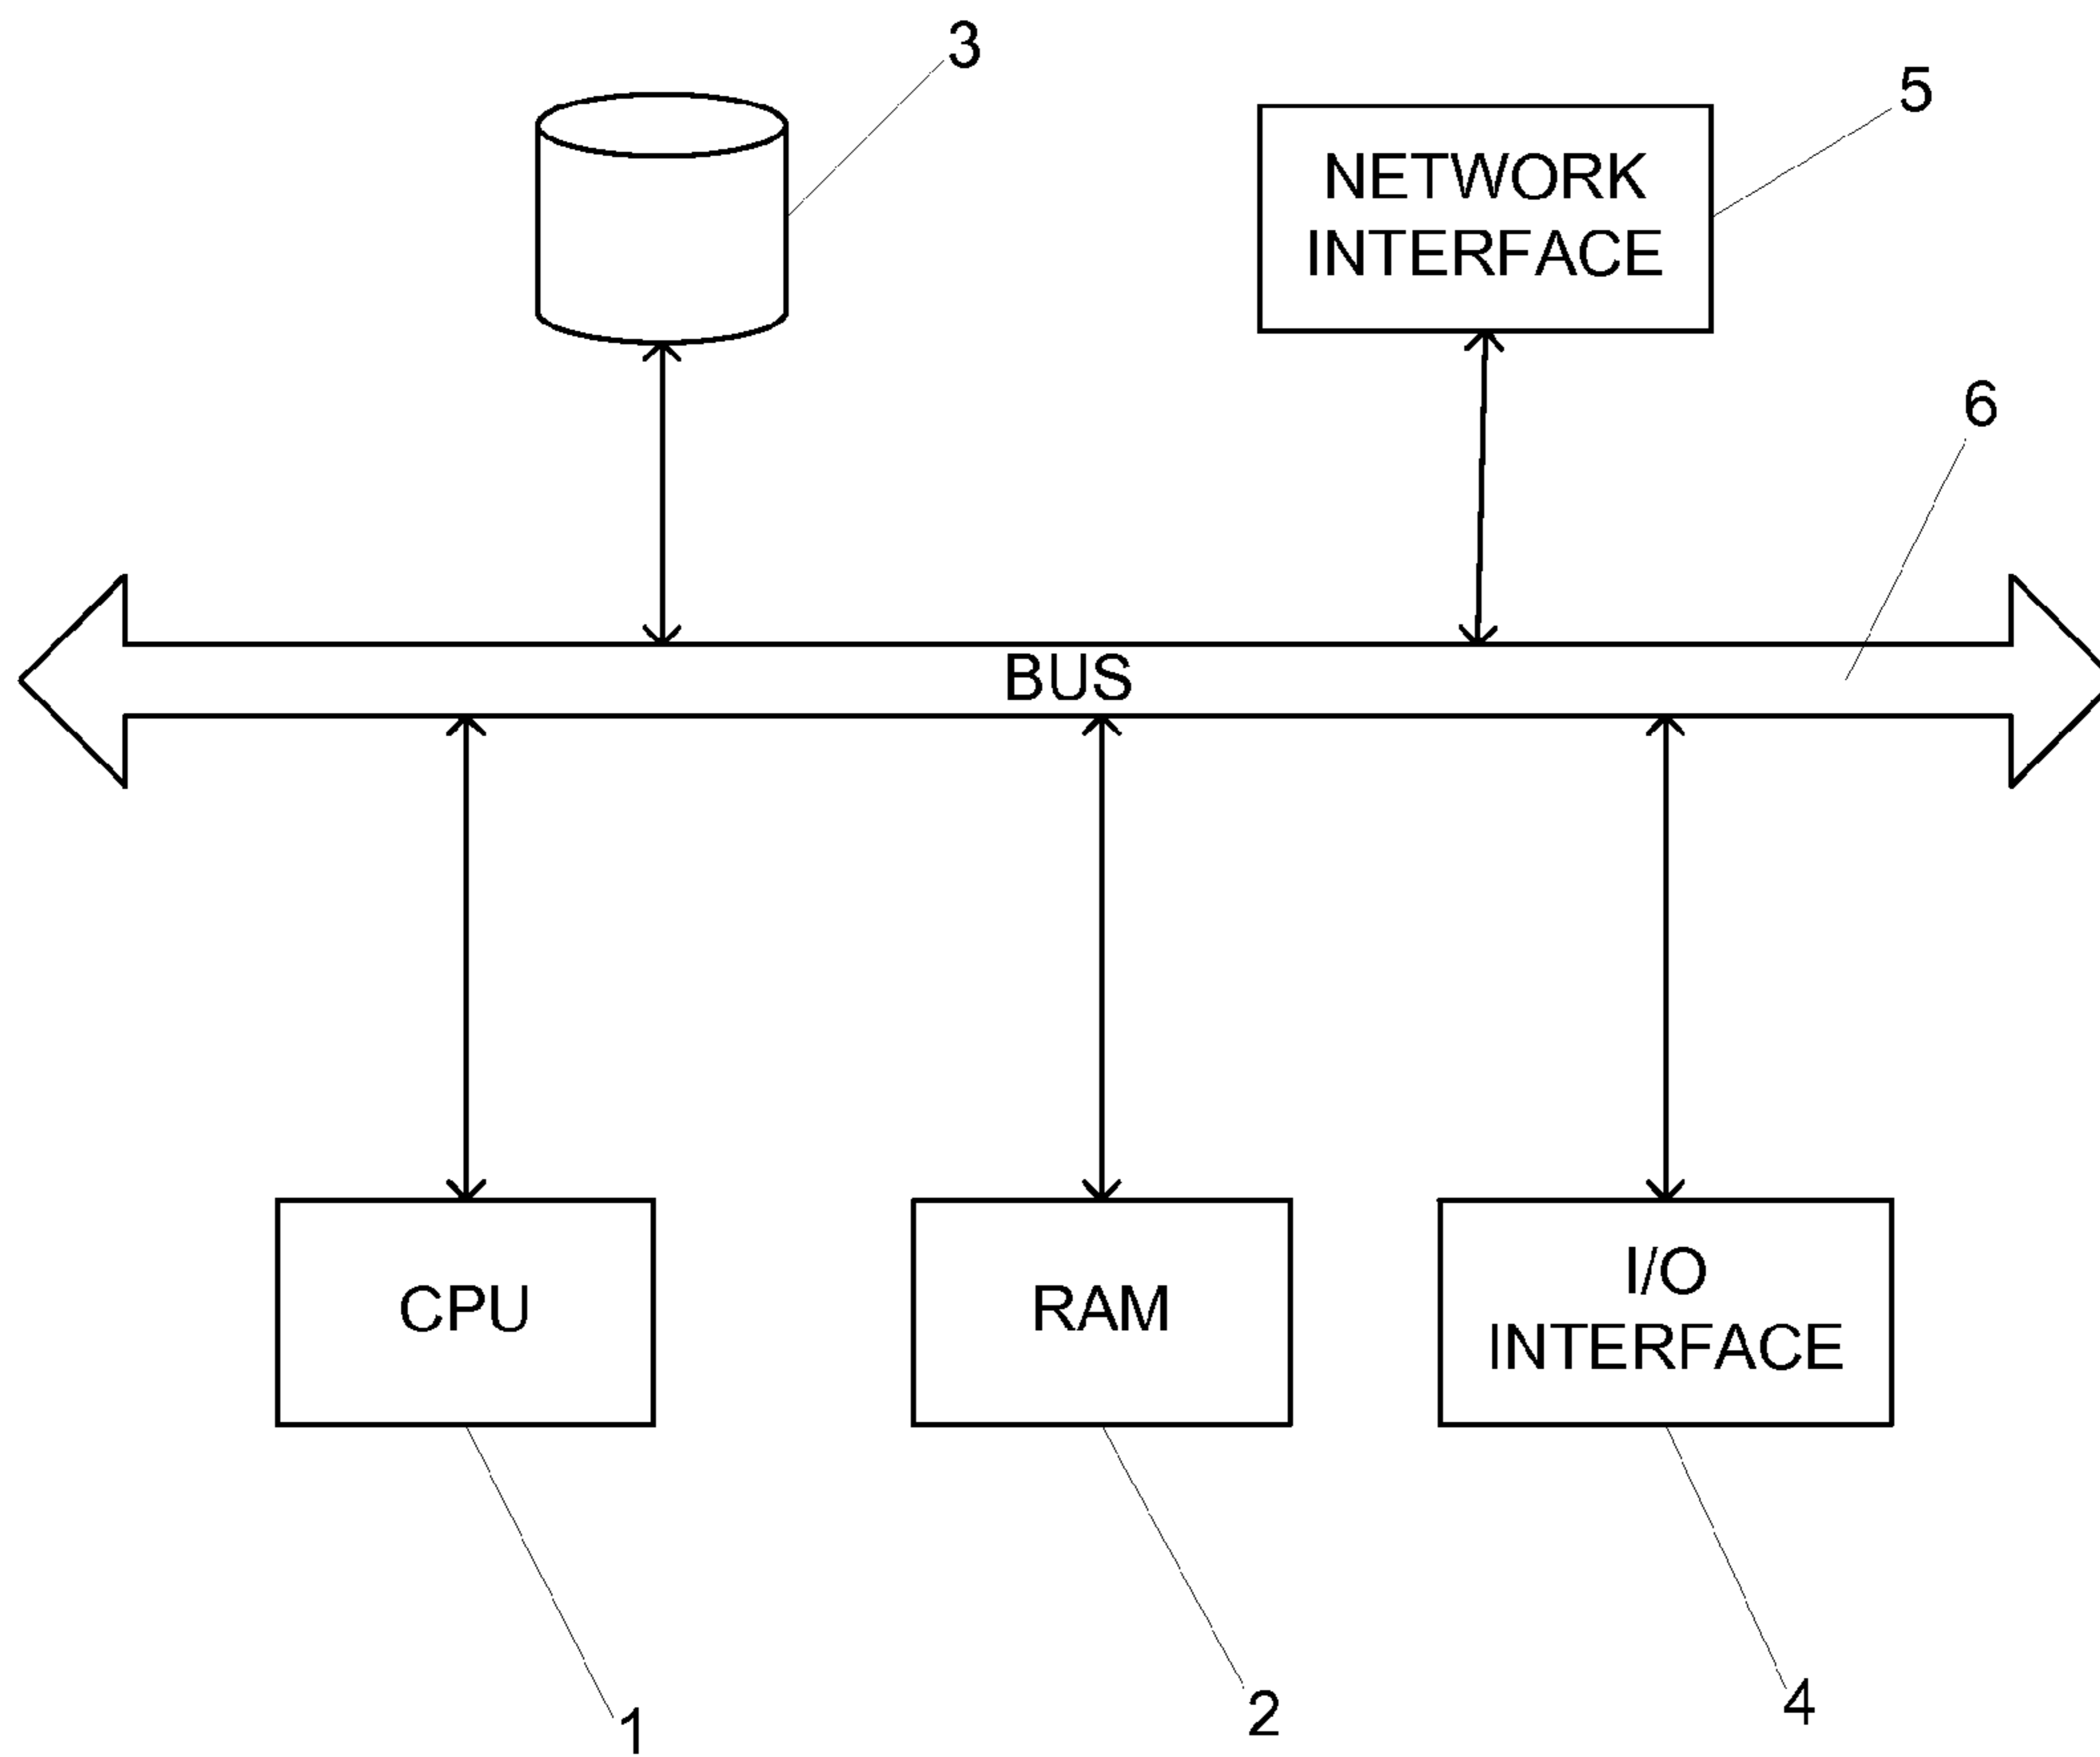 3
5
NETWORK
INTERFACE
6
BUS
CPU
RAM
I/O
INTERFACE
1
2
4